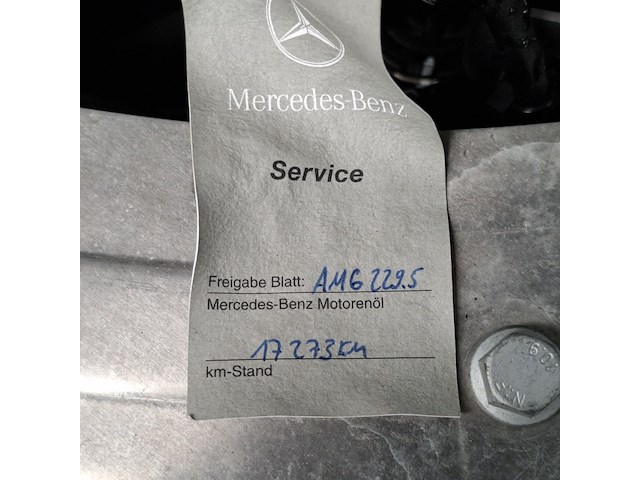 Mercedes-Benz
Service
Freigabe Blatt: AMG 229.5
Mercedes-Benz Motorenöl
17273KM
km-Stand